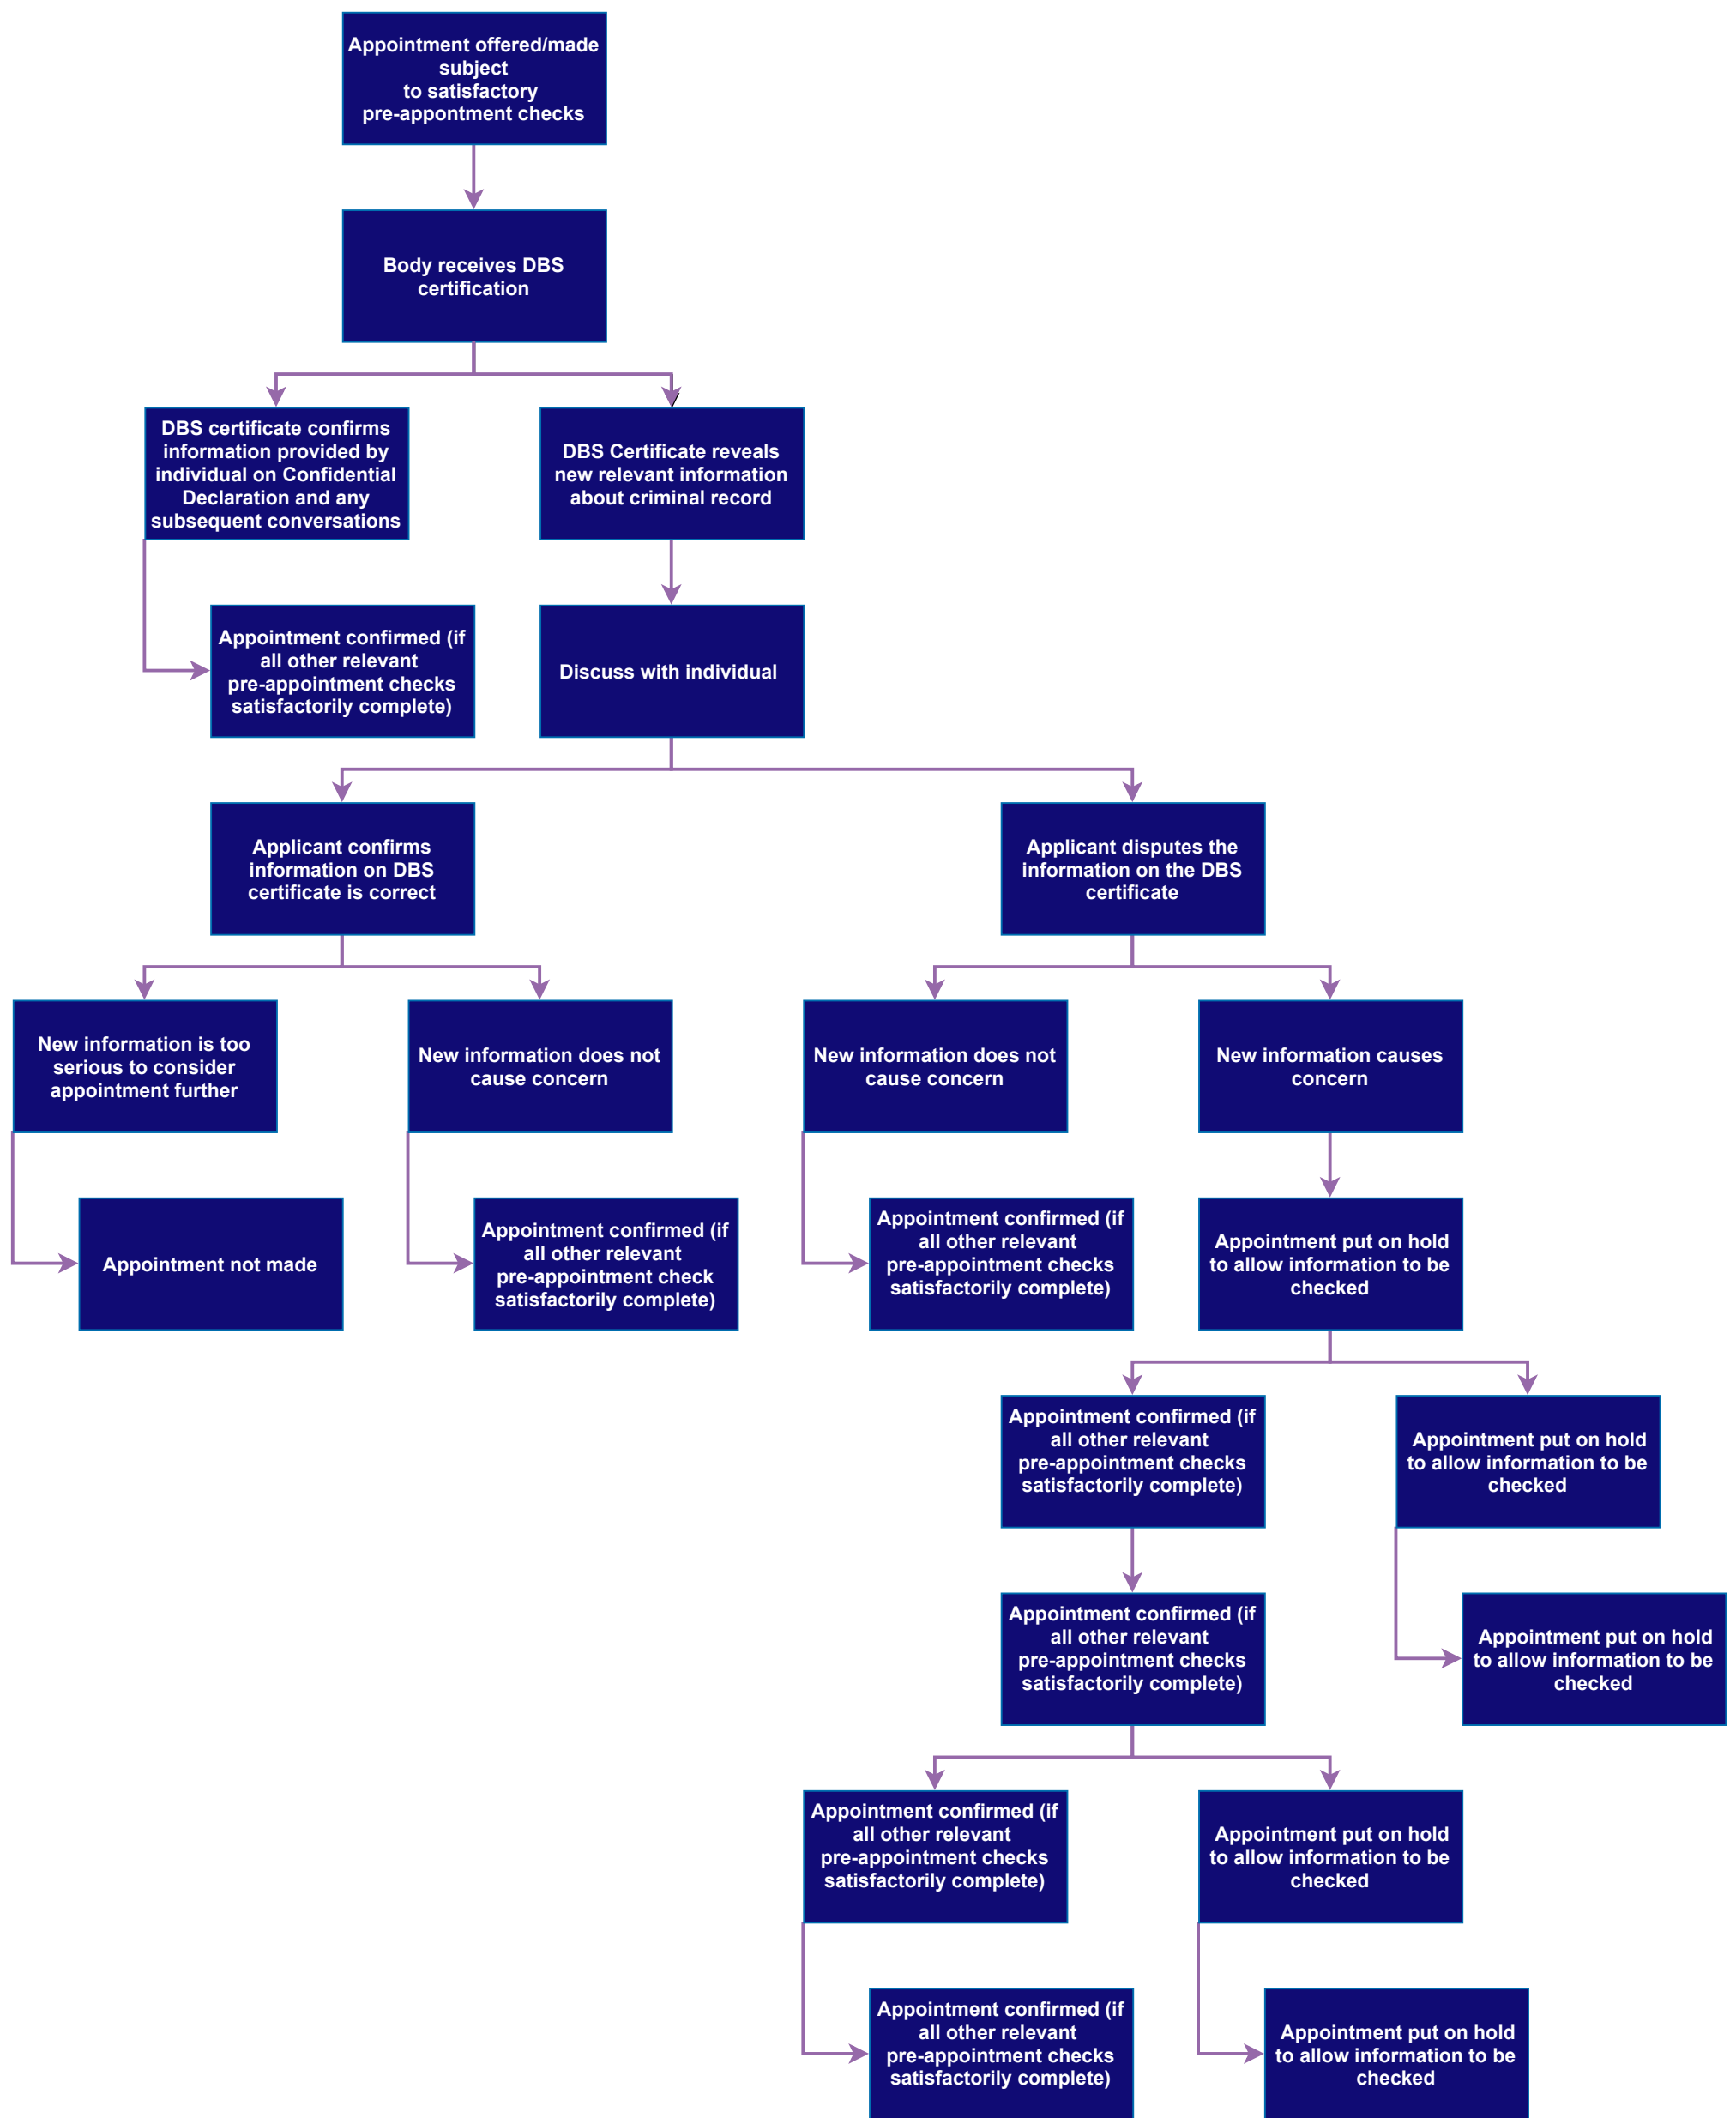 Appointment offered/made
subject
to satisfactory
pre-appontment checks
Body receives DBS
certification
DBS certificate confirms
information provided by
individual on Confidential
Declaration and any
subsequent conversations
DBS Certificate reveals
new relevant information
about criminal record
Appointment confirmed (if
all other relevant
pre-appointment checks
satisfactorily complete)
Discuss with individual
Applicant confirms
information on DBS
certificate is correct
Applicant disputes the
information on the DBS
certificate
New information is too
serious to consider
appointment further
New information does not
cause concern
New information does not
cause concern
New information causes
concern
Appointment not made
Appointment confirmed (if
all other relevant
pre-appointment check
satisfactorily complete)
Appointment confirmed (if
all other relevant
pre-appointment checks
satisfactorily complete)
Appointment put on hold
to allow information to be
checked
Appointment confirmed (if
all other relevant
pre-appointment checks
satisfactorily complete)
Appointment put on hold
to allow information to be
checked
Appointment confirmed (if
all other relevant
pre-appointment checks
satisfactorily complete)
Appointment put on hold
to allow information to be
checked
Appointment confirmed (if
all other relevant
pre-appointment checks
satisfactorily complete)
Appointment put on hold
to allow information to be
checked
Appointment confirmed (if
all other relevant
pre-appointment checks
satisfactorily complete)
Appointment put on hold
to allow information to be
checked